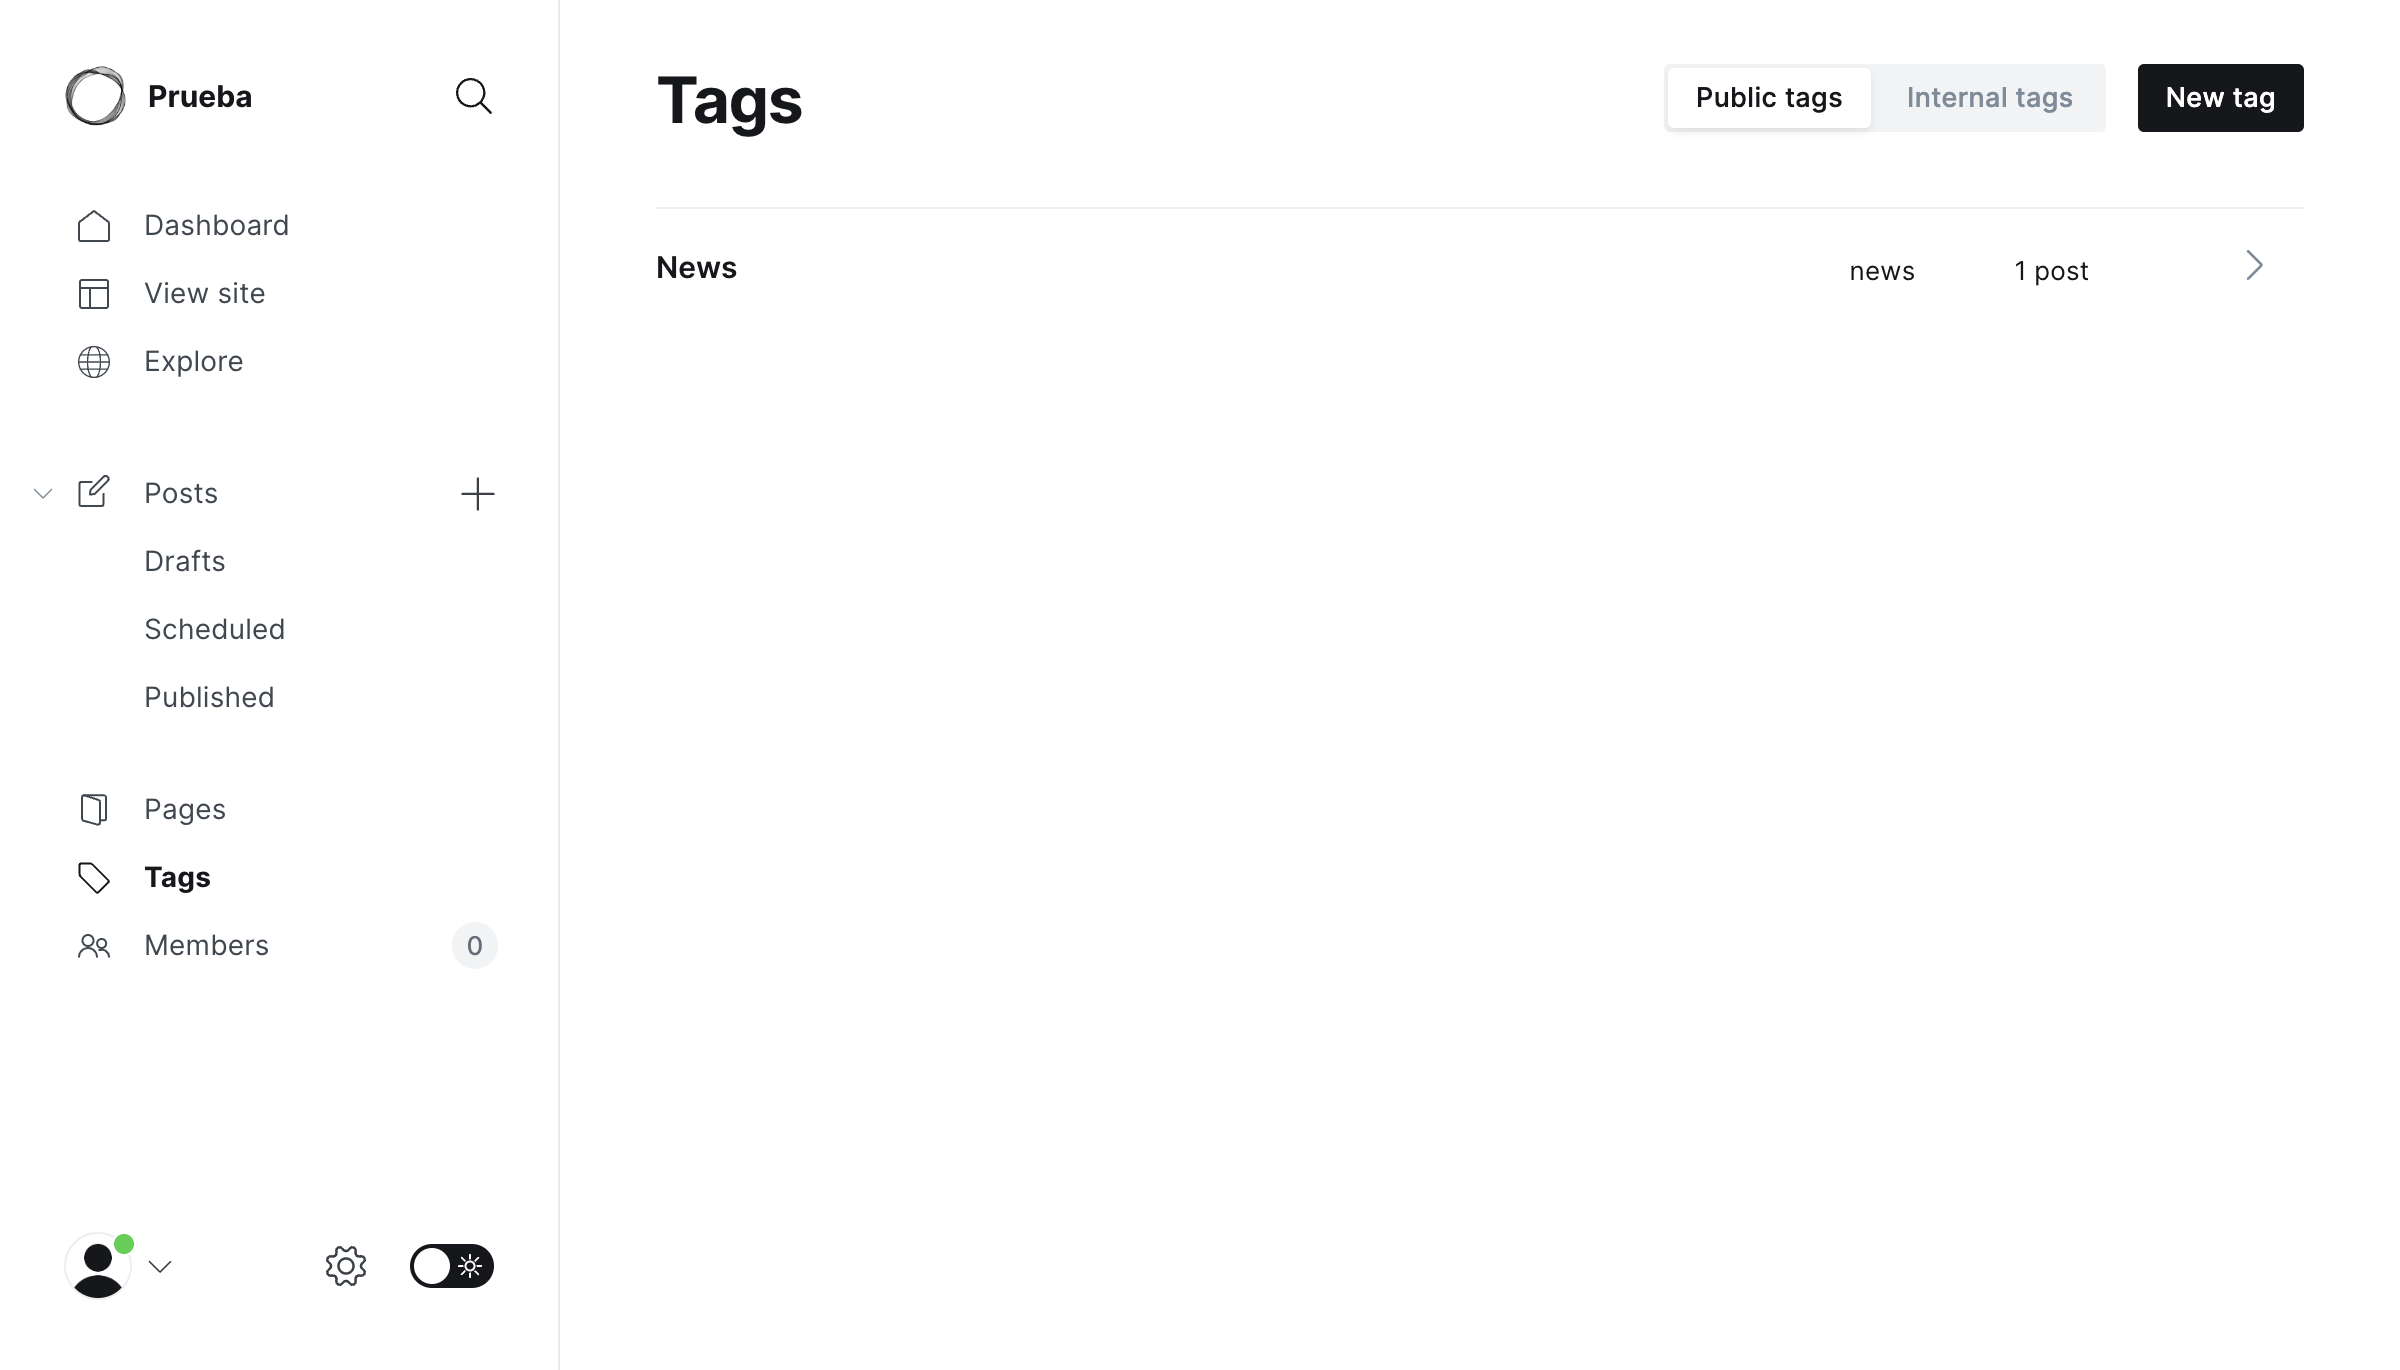 Prueba
Dashboard
View site
Explore
Posts
Drafts
Scheduled
Published
Pages
Tags
Members 0
Tags
Public tags Internal tags New tag
News news 1 post